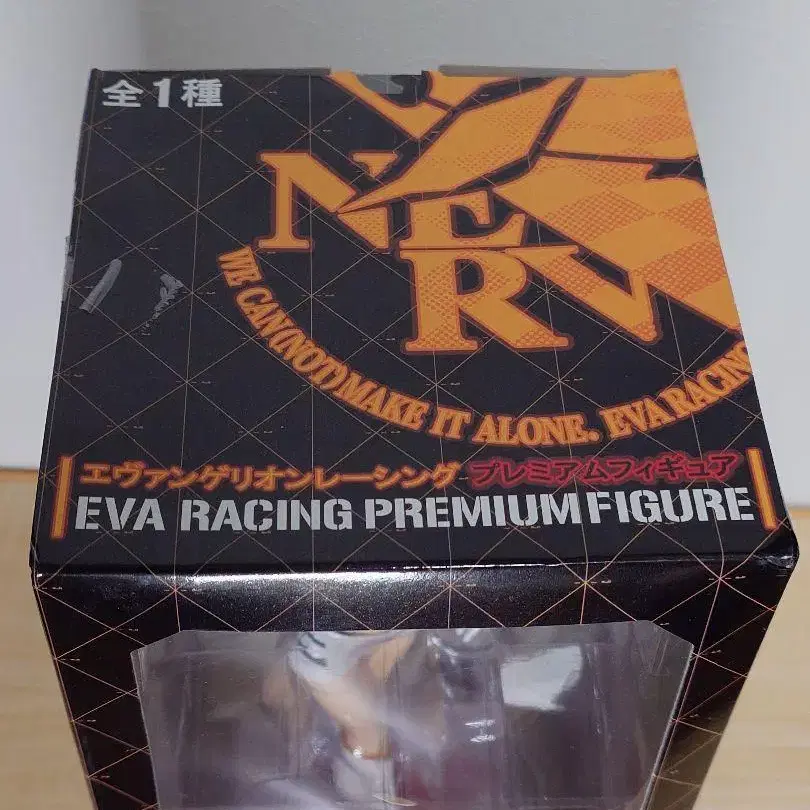 全1種
NERV
WE CAN (NOT) MAKE IT ALONE. EVA RACING
エヴァンゲリオンレーシング プレミアムフィギュア
EVA RACING PREMIUM FIGURE